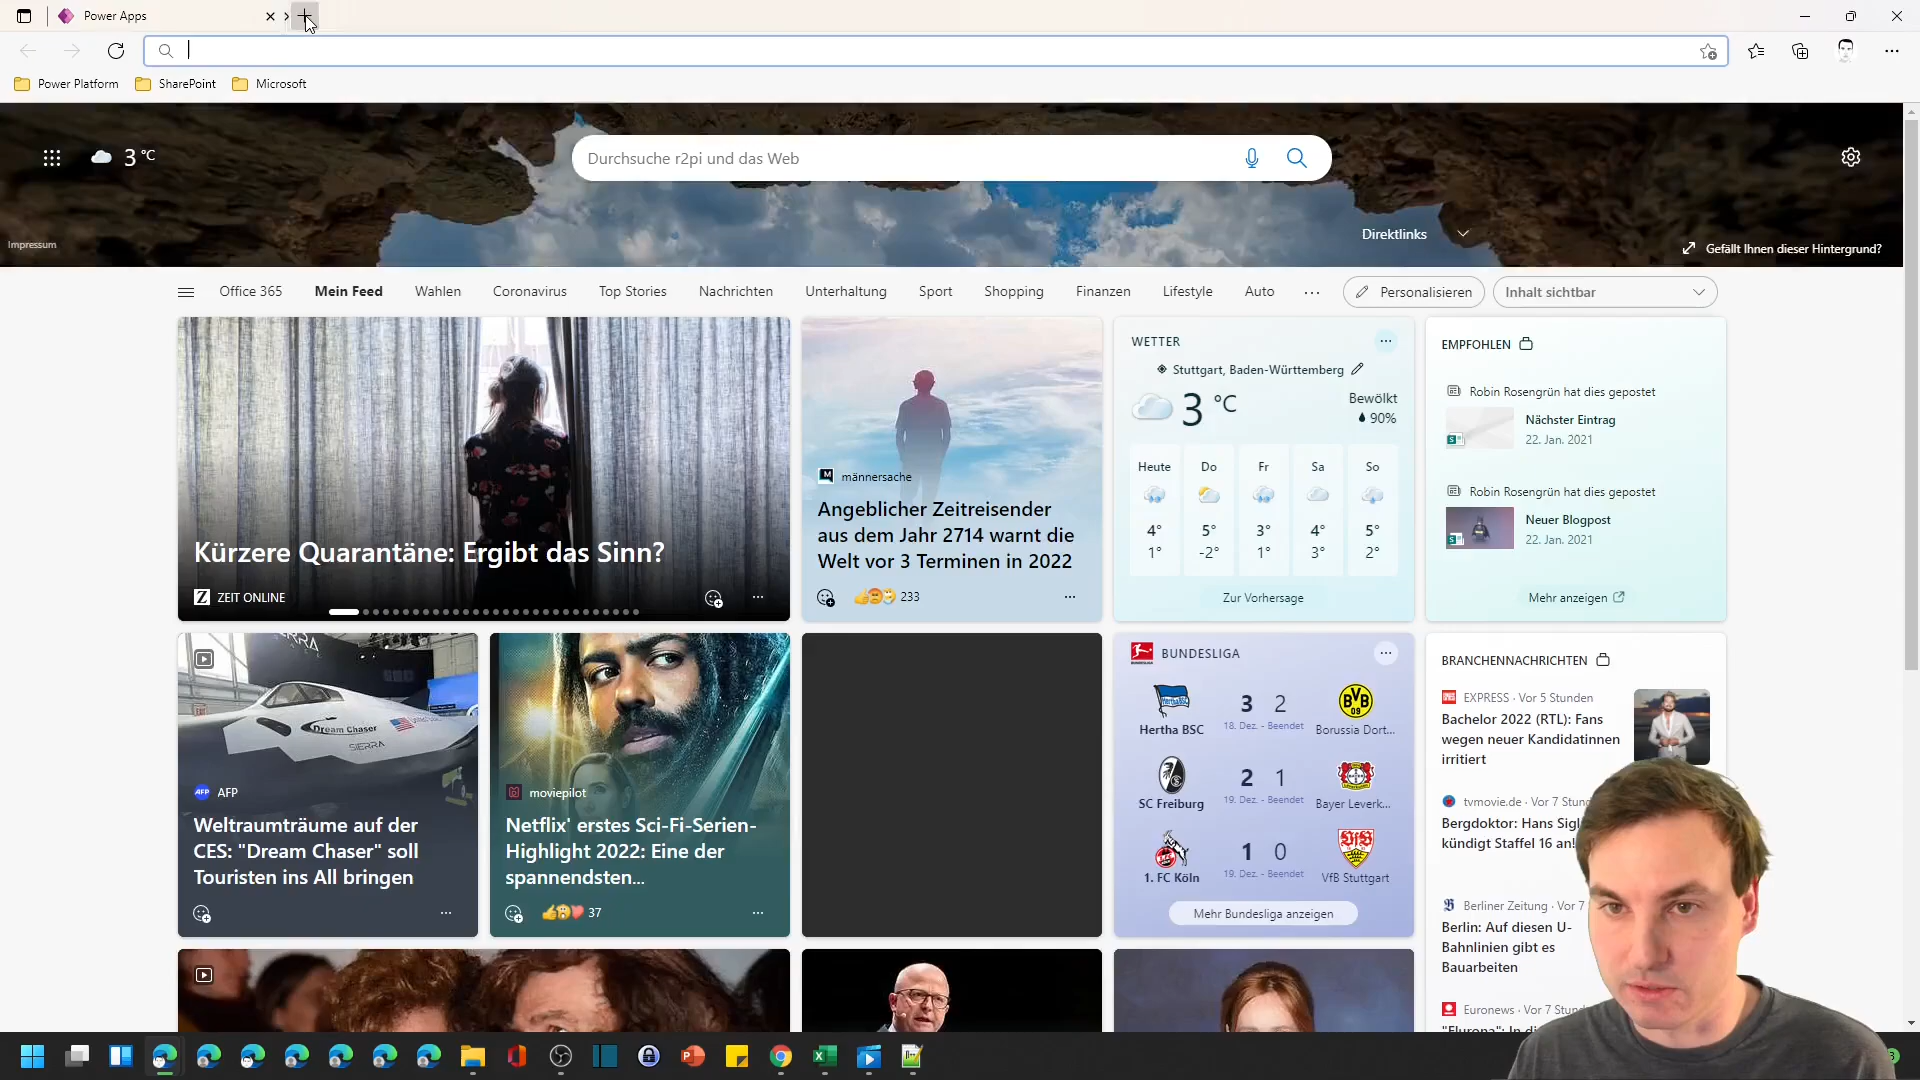 Power Apps
Power Platform
SharePoint
Microsoft
3 °C
Durchsuche r2pi und das Web
Impressum
Direktlinks
Gefällt Ihnen dieser Hintergrund?
Office 365
Mein Feed
Wahlen
Coronavirus
Top Stories
Nachrichten
Unterhaltung
Sport
Shopping
Finanzen
Lifestyle
Auto
Personalisieren
Inhalt sichtbar
Kürzere Quarantäne: Ergibt das Sinn?
ZEIT ONLINE
männersache
Angeblicher Zeitreisender
aus dem Jahr 2714 warnt die
Welt vor 3 Terminen in 2022
233
WETTER
Stuttgart, Baden-Württemberg
3 °C
Bewölkt
90%
Heute Do Fr Sa So
4° 5° 3° 4° 5°
1° -2° 1° 3° 2°
Zur Vorhersage
EMPFOHLEN
Robin Rosengrün hat dies gepostet
Nächster Eintrag
22. Jan. 2021
Robin Rosengrün hat dies gepostet
Neuer Blogpost
22. Jan. 2021
Mehr anzeigen
Dream Chaser
SIERRA
AFP
Weltraumträume auf der
CES: "Dream Chaser" soll
Touristen ins All bringen
moviepilot
Netflix' erstes Sci-Fi-Serien-
Highlight 2022: Eine der
spannendsten...
37
BUNDESLIGA
3 2
18. Dez. - Beendet
Hertha BSC
Borussia Dort...
2 1
19. Dez. - Beendet
SC Freiburg
Bayer Leverk...
1 0
19. Dez. - Beendet
1. FC Köln
VfB Stuttgart
Mehr Bundesliga anzeigen
BRANCHENNACHRICHTEN
EXPRESS · Vor 5 Stunden
Bachelor 2022 (RTL): Fans
wegen neuer Kandidatinnen
irritiert
tvmovie.de · Vor 7
Bergdoktor: Hans
kündigt Staffel 16 an!
Berliner Zeitung · Vor 7
Berlin: Auf diesen U-
Bahnlinien gibt es
Bauarbeiten
Euronews · Vor 7